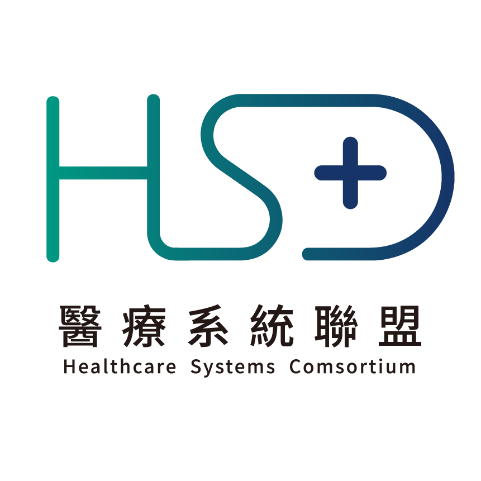 HSD
醫療系統聯盟
Healthcare Systems Comsortium